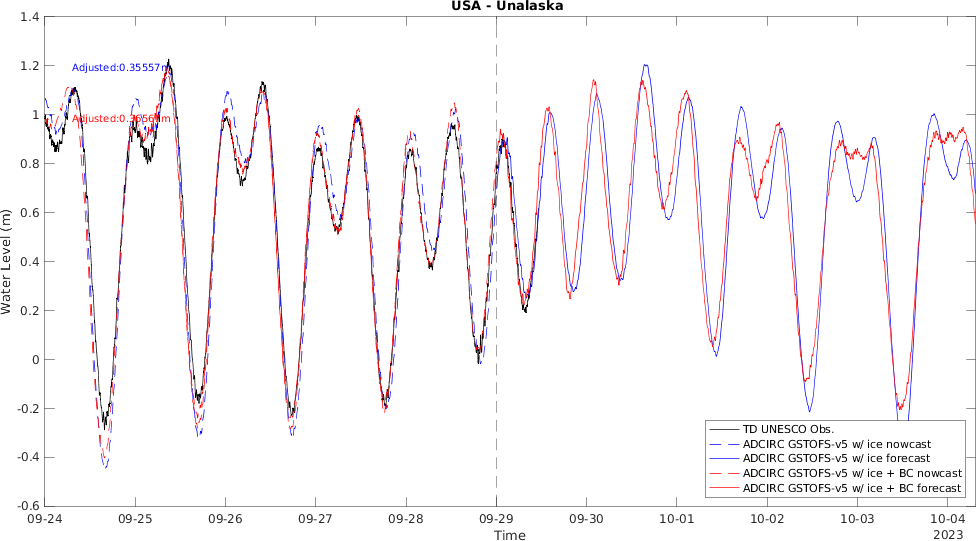 USA - Unalaska
1.4
1.2
1
0.8
0.6
0.4
0.2
0
-0.2
-0.4
-0.6
Water Level (m)
Adjusted:0.35557m
TD UNESCO Obs.
ADCIRC GSTOFS-v5 w/ ice nowcast
ADCIRC GSTOFS-v5 w/ ice forecast
ADCIRC GSTOFS-v5 w/ ice + BC nowcast
ADCIRC GSTOFS-v5 w/ ice + BC forecast
09-24 09-25 09-26 09-27 09-28 09-29 09-30 10-01 10-02 10-03 10-04
Time 2023